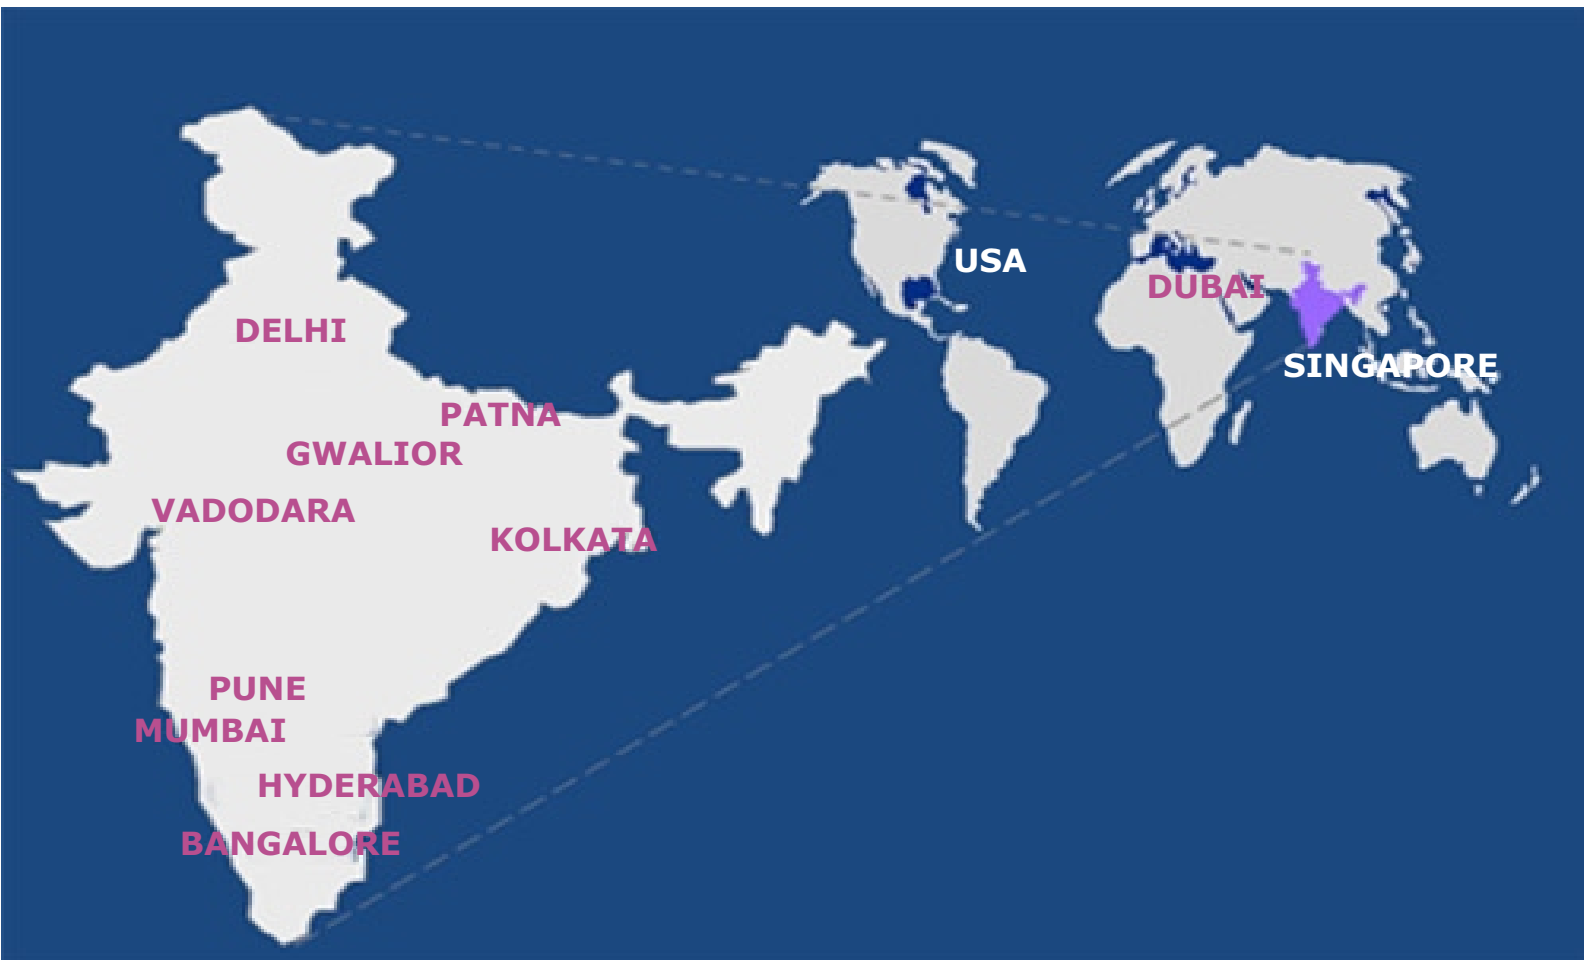 USA
DUBAI
DELHI
SINGAPORE
PATNA
GWALIOR
VADODARA
KOLKATA
PUNE
MUMBAI
HYDERABAD
BANGALORE